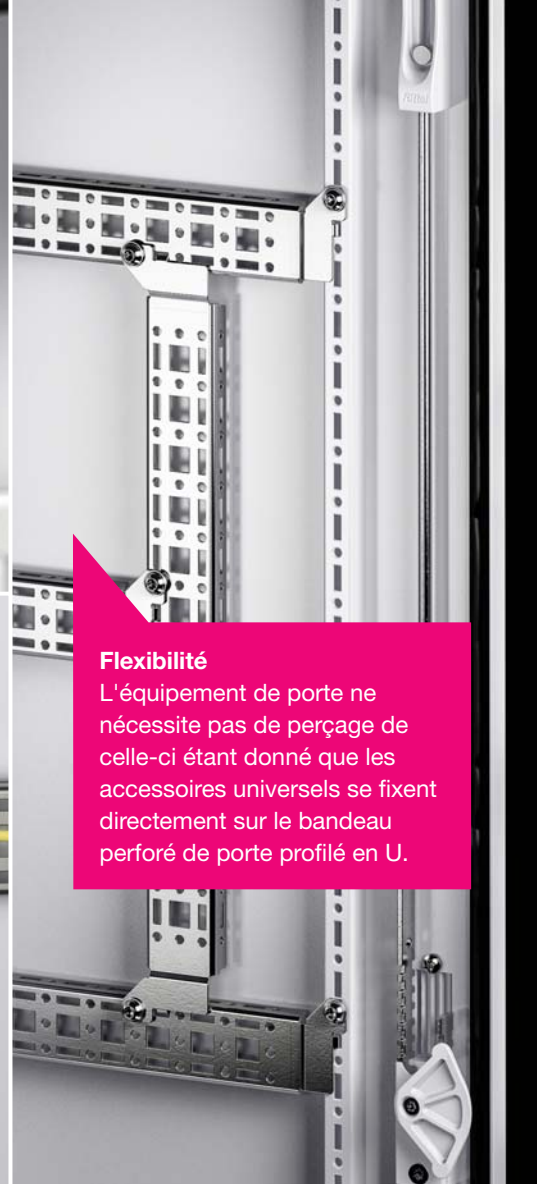 Flexibilité
L'équipement de porte ne
nécessite pas de perçage de
celle-ci étant donné que les
accessoires universels se fixent
directement sur le bandeau
perforé de porte profilé en U.